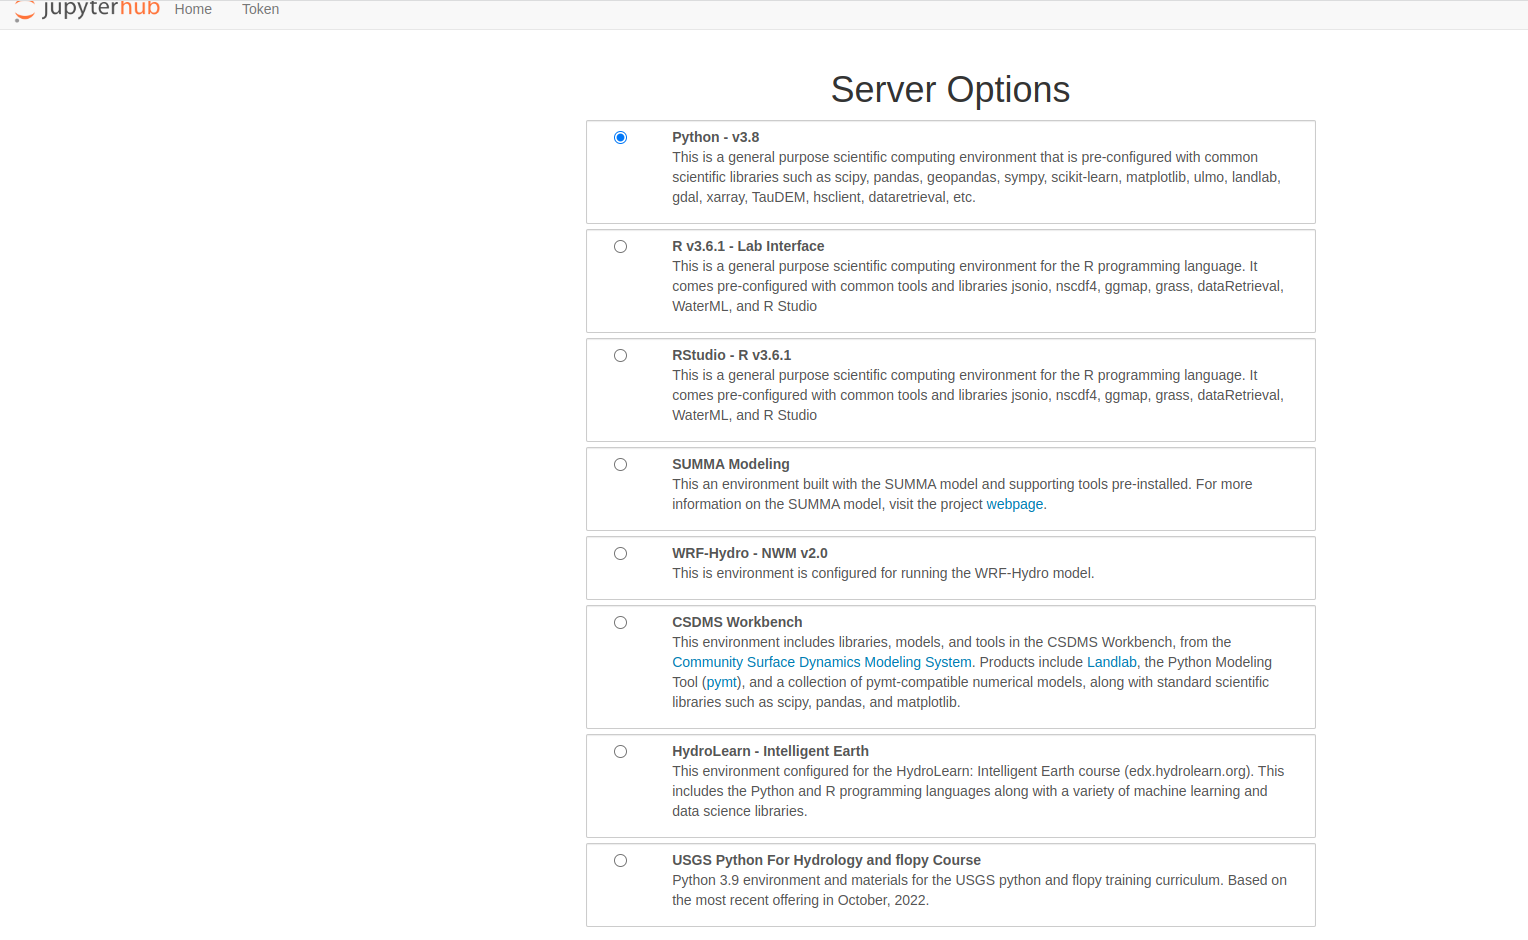 jupyterhub Home Token
Server Options
Python - v3.8
This is a general purpose scientific computing environment that is pre-configured with common
scientific libraries such as scipy, pandas, geopandas, sympy, scikit-learn, matplotlib, ulmo, landlab,
gdal, xarray, TauDEM, hsclient, dataretrieval, etc.
R v3.6.1 - Lab Interface
This is a general purpose scientific computing environment for the R programming language. It
comes pre-configured with common tools and libraries jsonio, nscdf4, ggmap, grass, dataRetrieval,
WaterML, and R Studio
RStudio - R v3.6.1
This is a general purpose scientific computing environment for the R programming language. It
comes pre-configured with common tools and libraries jsonio, nscdf4, ggmap, grass, dataRetrieval,
WaterML, and R Studio
SUMMA Modeling
This an environment built with the SUMMA model and supporting tools pre-installed. For more
information on the SUMMA model, visit the project webpage.
WRF-Hydro - NWM v2.0
This is environment is configured for running the WRF-Hydro model.
CSDMS Workbench
This environment includes libraries, models, and tools in the CSDMS Workbench, from the
Community Surface Dynamics Modeling System. Products include Landlab, the Python Modeling
Tool (pymt), and a collection of pymt-compatible numerical models, along with standard scientific
libraries such as scipy, pandas, and matplotlib.
HydroLearn - Intelligent Earth
This environment configured for the HydroLearn: Intelligent Earth course (edx.hydrolearn.org). This
includes the Python and R programming languages along with a variety of machine learning and
data science libraries.
USGS Python For Hydrology and flopy Course
Python 3.9 environment and materials for the USGS python and flopy training curriculum. Based on
the most recent offering in October, 2022.